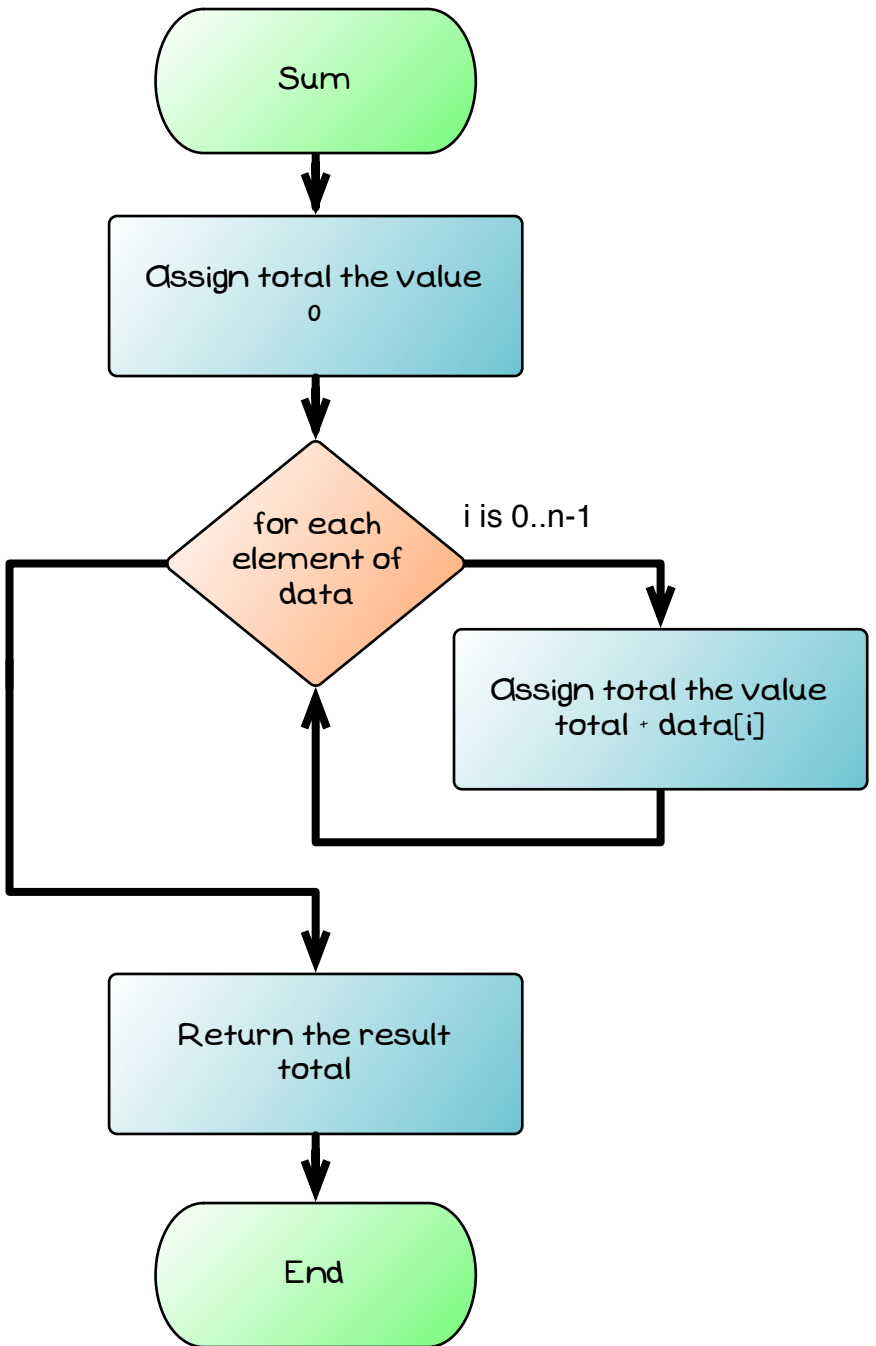 Sum
Assign total the value
0
for each
element of
data
i is 0..n-1
Assign total the value
total + data[i]
Return the result
total
End